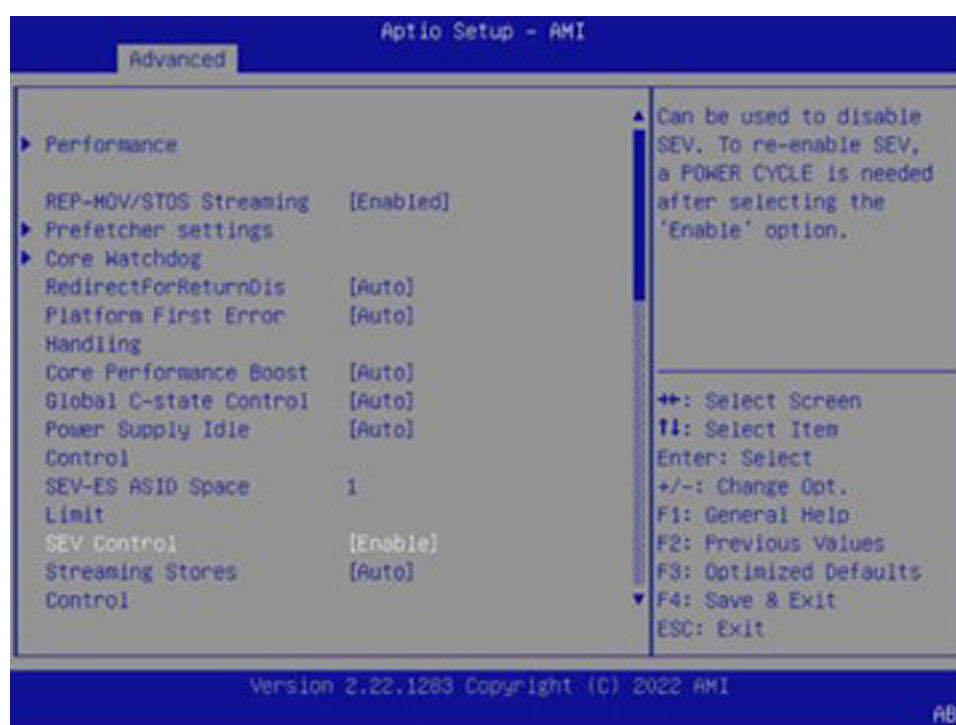 Aptio Setup - AMI
Advanced
Performance
REP-MOV/STOS Streaming [Enabled]
Prefetcher settings
Core Watchdog
RedirectForReturnDis [Auto]
Platform First Error [Auto]
Handling
Core Performance Boost [Auto]
Global C-state Control [Auto]
Power Supply Idle [Auto]
Control
SEV-ES ASID Space 1
Limit
SEV Control [Enable]
Streaming Stores [Auto]
Control
Can be used to disable
SEV. To re-enable SEV,
a POWER CYCLE is needed
after selecting the
'Enable' option.
↔: Select Screen
↑↓: Select Item
Enter: Select
+/-: Change Opt.
F1: General Help
F2: Previous Values
F3: Optimized Defaults
F4: Save & Exit
ESC: Exit
Version 2.22.1283 Copyright (C) 2022 AMI
AB